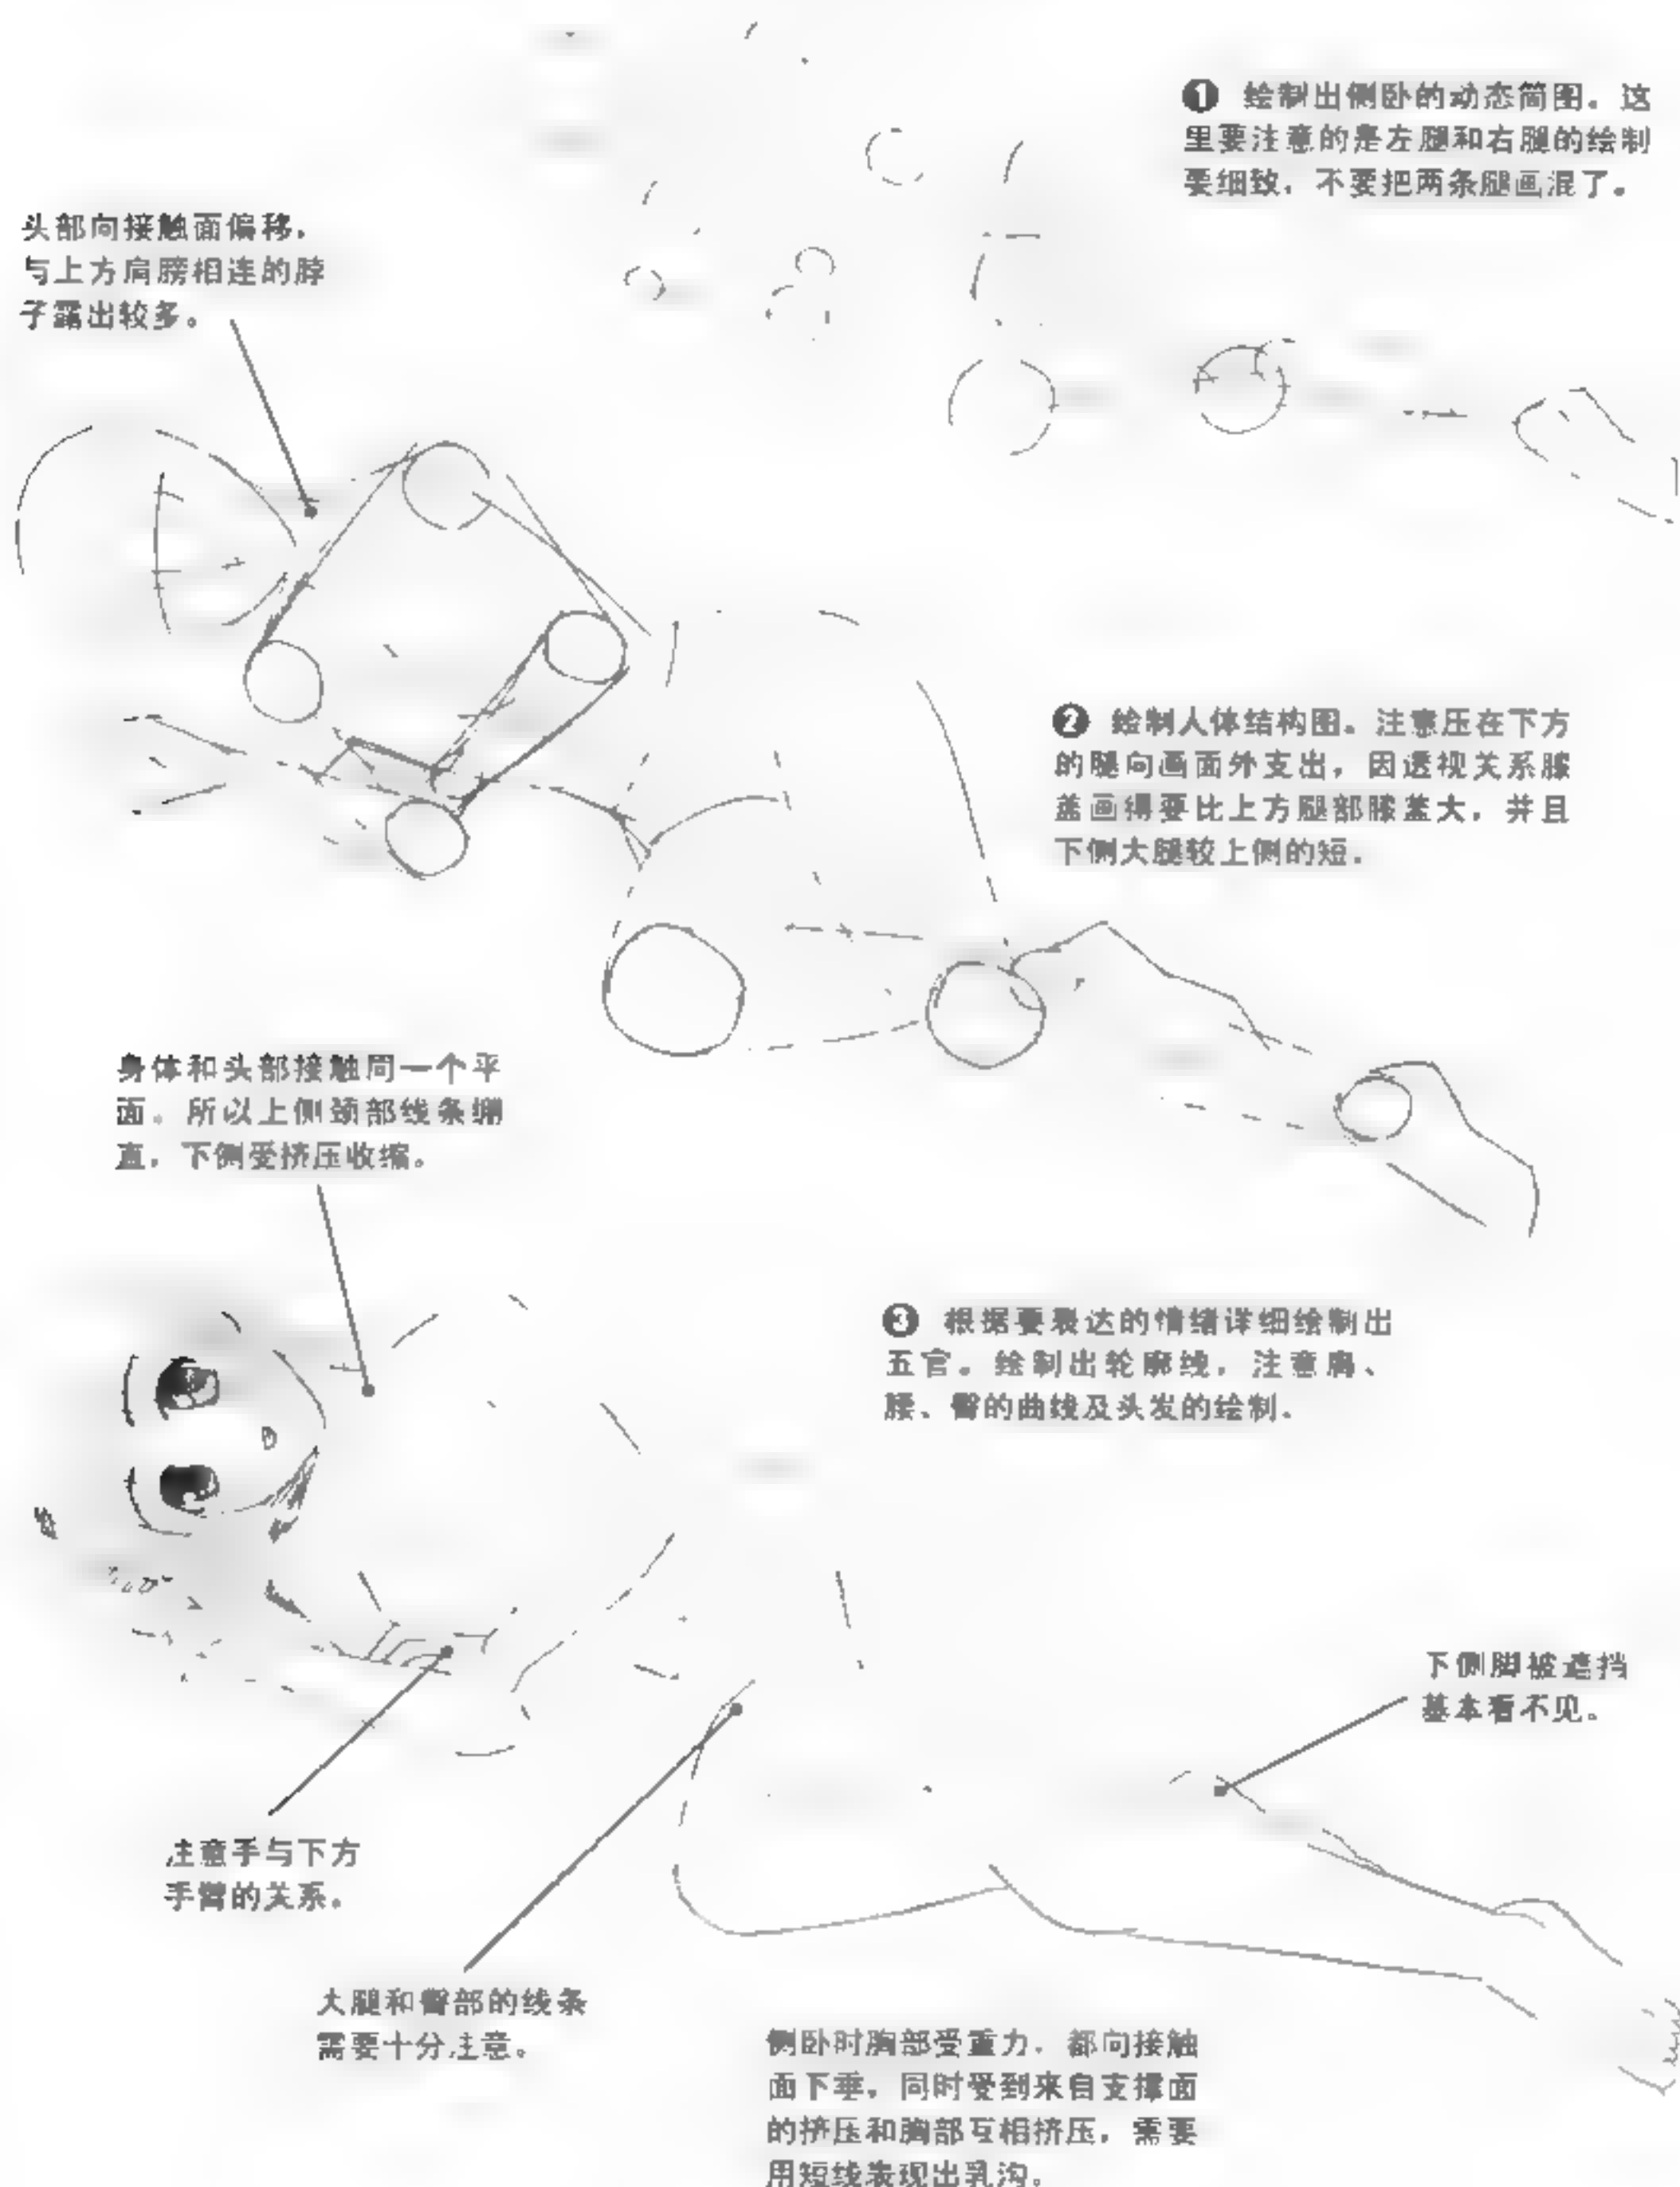 ❶ 绘制出侧卧的动态简图。这
里要注意的是左腿和右腿的绘制
要细致，不要把两条腿画混了。
头部向接触面偏移，
与上方肩膀相连的脖
子露出较多。
❷ 绘制人体结构图。注意压在下方
的腿向画面外支出，因透视关系膝
盖画得要比上方腿部膝盖大，并且
下侧大腿较上侧的短。
身体和头部接触同一个平
面。所以上侧颈部线条绷
直，下侧受挤压收缩。
❸ 根据要表达的情绪详细绘制出
五官。绘制出轮廓线，注意肩、
腰、臀的曲线及头发的绘制。
下侧脚被遮挡
基本看不见。
注意手与下方
手臂的关系。
大腿和臀部的线条
需要十分注意。
侧卧时胸部受重力，都向接触
面下垂，同时受到来自支撑面
的挤压和胸部互相挤压，需要
用短线表现出乳沟。